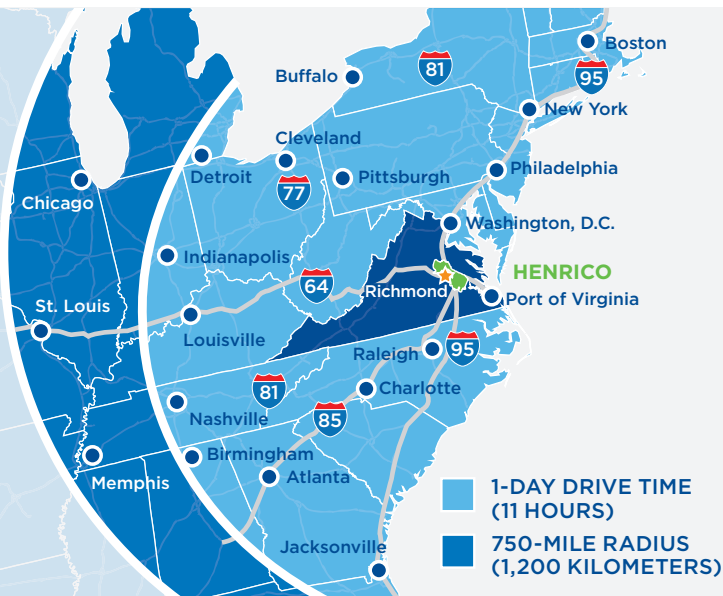 Boston
81
Buffalo
95
New York
Cleveland
Detroit
77
Pittsburgh
Philadelphia
Chicago
Washington, D.C.
Indianapolis
HENRICO
64
Richmond
Port of Virginia
St. Louis
Louisville
Raleigh
95
81
Charlotte
Nashville
85
Birmingham
Memphis
Atlanta
1-DAY DRIVE TIME
(11 HOURS)
Jacksonville
750-MILE RADIUS
(1,200 KILOMETERS)